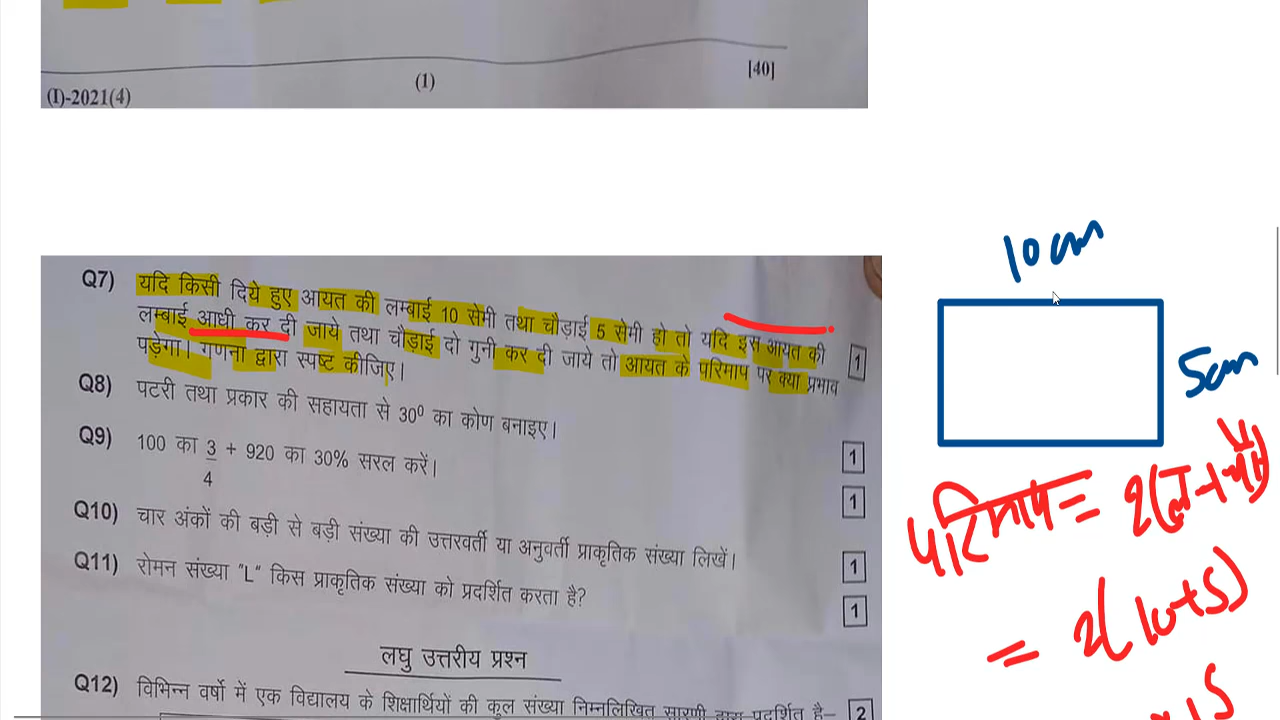 (I)-2021(4)
(1)
[40]
Q7) यदि किसी दिये हुए आयत की लम्बाई 10 सेमी तथा चौड़ाई 5 सेमी हो तो यदि इस आयत की
लम्बाई आधी कर दी जाये तथा चौड़ाई दो गुनी कर दी जाये तो आयत के परिमाप पर क्या प्रभाव
पड़ेगा। गणना द्वारा स्पष्ट कीजिए।
1
Q8) पटरी तथा प्रकार की सहायता से 30⁰ का कोण बनाइए।
1
Q9) 100 का 3/4 + 920 का 30% सरल करें।
1
Q10) चार अंकों की बड़ी से बड़ी संख्या की उत्तरवर्ती या अनुवर्ती प्राकृतिक संख्या लिखें।
1
Q11) रोमन संख्या "L" किस प्राकृतिक संख्या को प्रदर्शित करता है?
1
लघु उत्तरीय प्रश्न
Q12) विभिन्न वर्षो में एक विद्यालय के शिक्षार्थियों की कुल संख्या निम्नलिखित सारणी द्वारा प्रदर्शित है–
2
10 cm
5cm
परिमाप = 2(ल+चौ)
= 2(10+5)